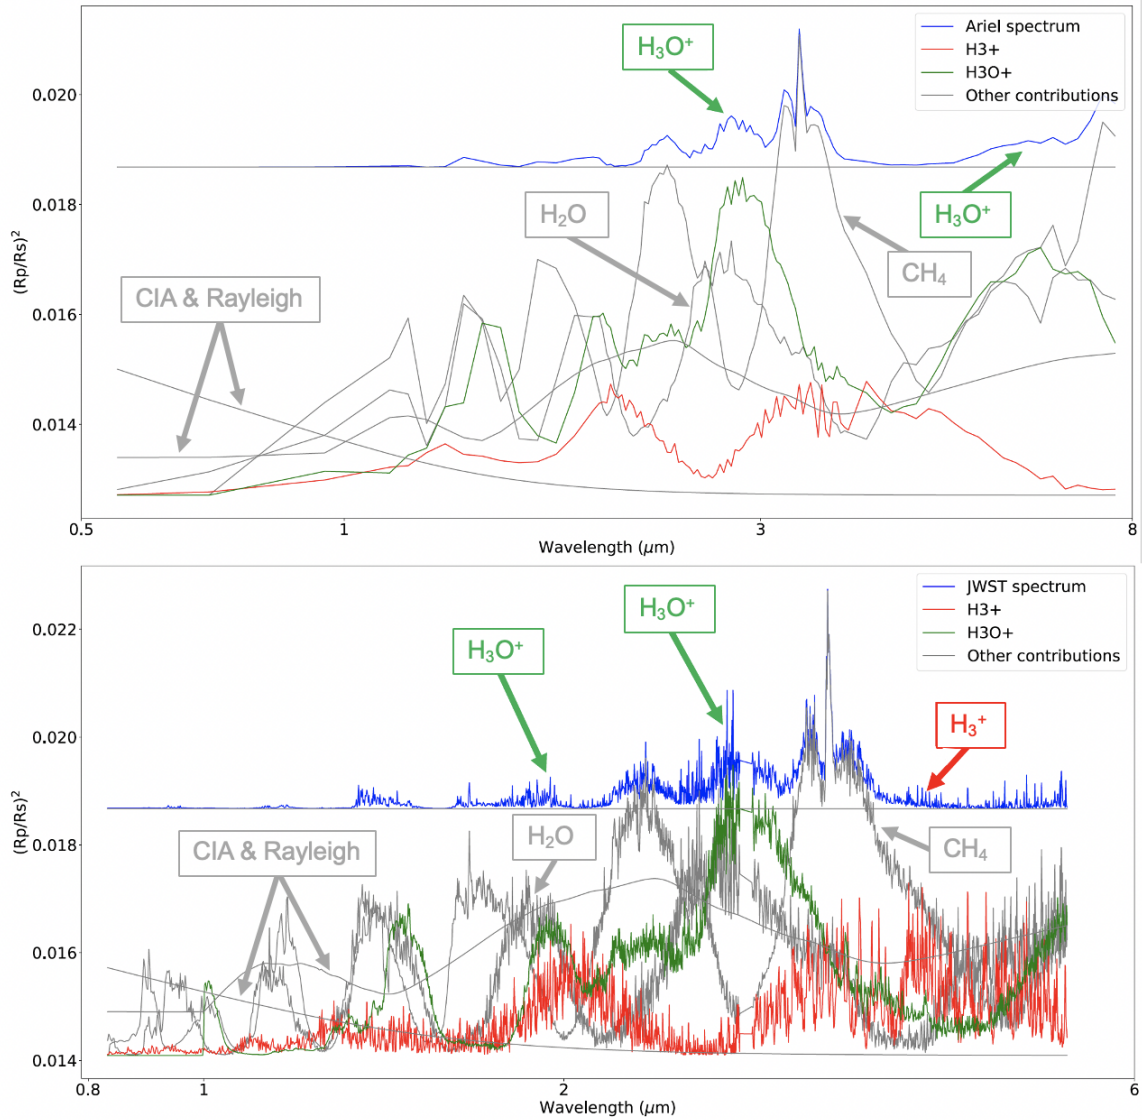 H₃O⁺
Ariel spectrum
H3+
H3O+
Other contributions
0.020
0.018
0.016
0.014
(Rp/Rs)²
H₂O
H₃O⁺
CH₄
CIA & Rayleigh
0.5
1
3
8
Wavelength (μm)
H₃O⁺
H₃O⁺
JWST spectrum
H3+
H3O+
Other contributions
H₃⁺
0.022
0.020
0.018
0.016
0.014
(Rp/Rs)²
CIA & Rayleigh
H₂O
CH₄
0.8
1
2
6
Wavelength (μm)